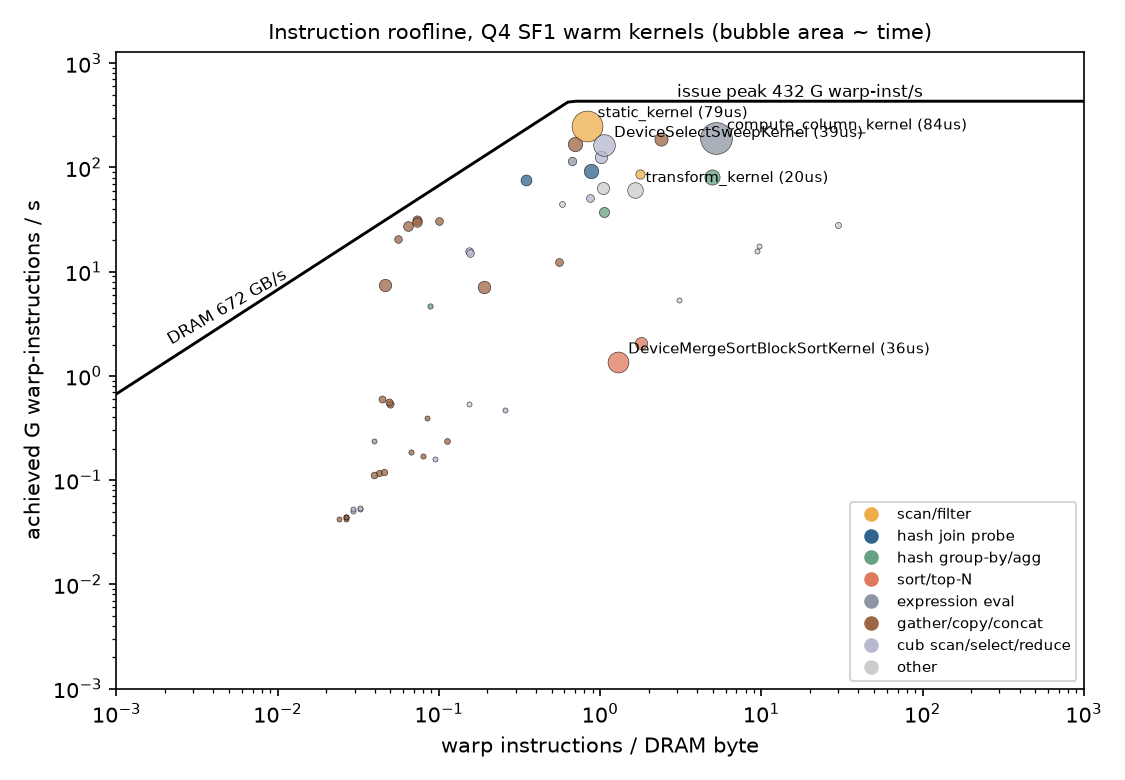 Instruction roofline, Q4 SF1 warm kernels (bubble area ~ time)
achieved G warp-instructions / s
10³
10²
10¹
10⁰
10⁻¹
10⁻²
10⁻³
issue peak 432 G warp-inst/s
static_kernel (79us)
compute_column_kernel (84us)
DeviceSelectSweepKernel (39us)
transform_kernel (20us)
DRAM 672 GB/s
DeviceMergeSortBlockSortKernel (36us)
scan/filter
hash join probe
hash group-by/agg
sort/top-N
expression eval
gather/copy/concat
cub scan/select/reduce
other
10⁻³ 10⁻² 10⁻¹ 10⁰ 10¹ 10² 10³
warp instructions / DRAM byte